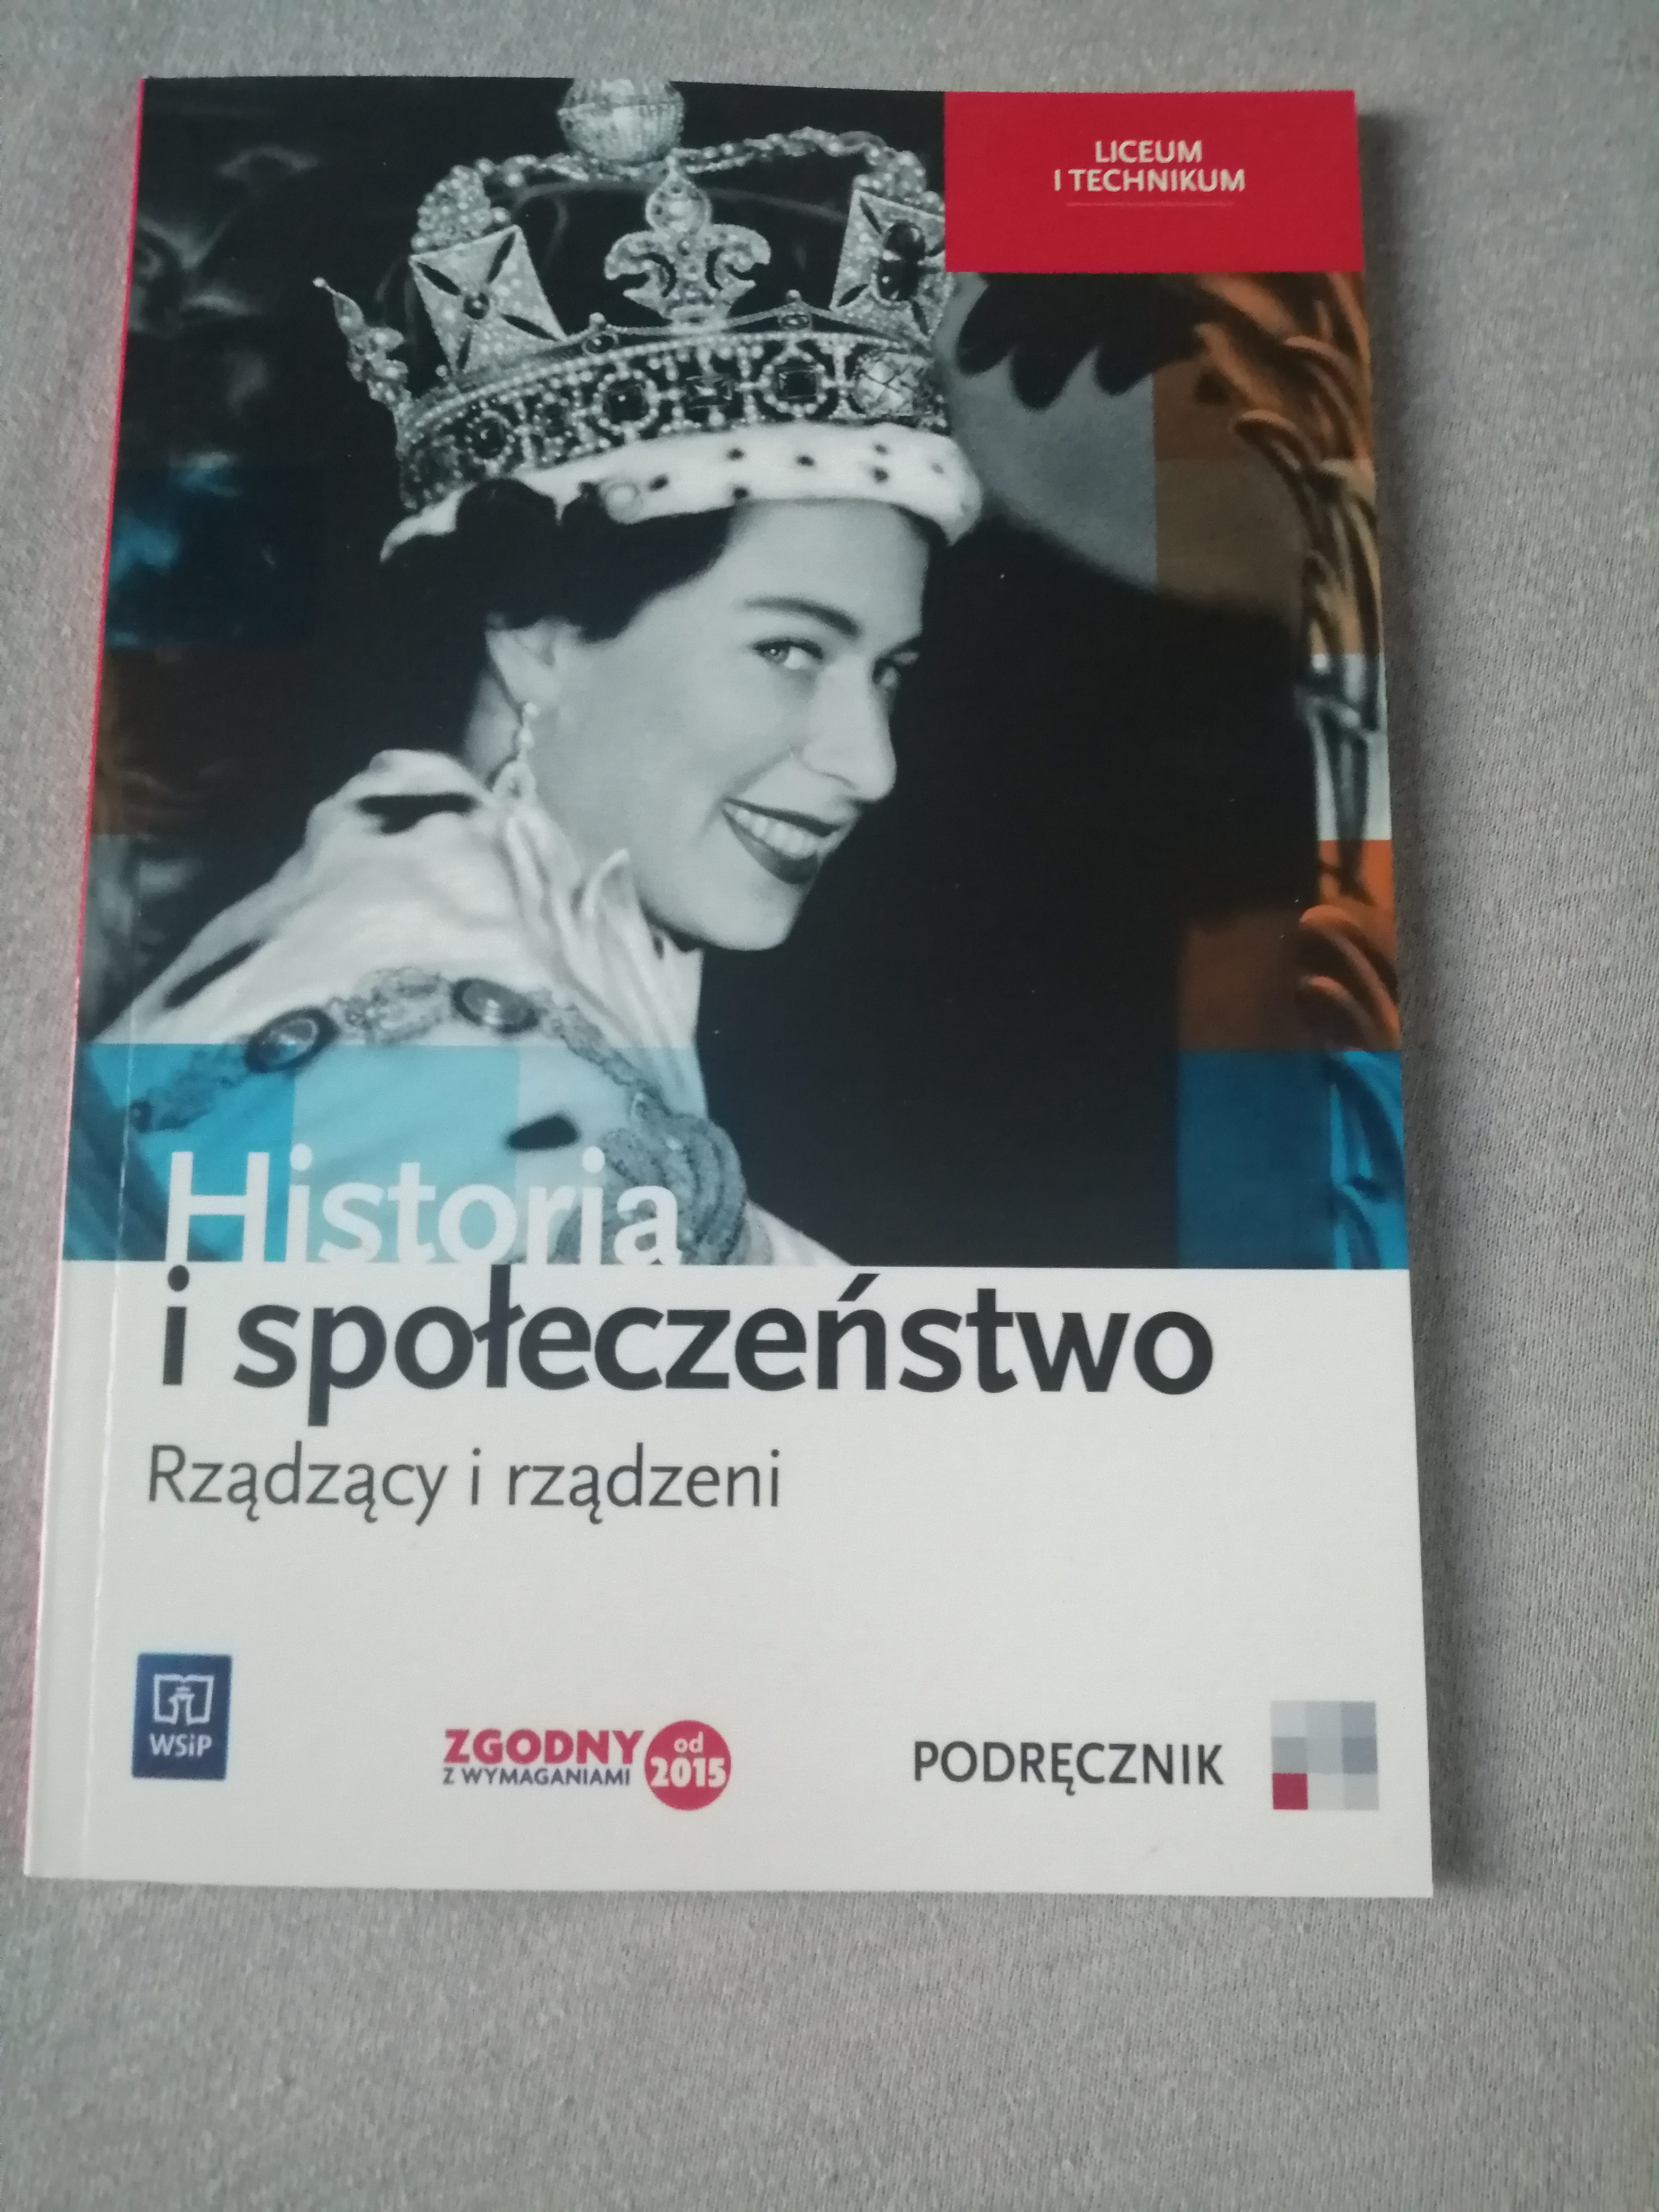 LICEUM
I TECHNIKUM
Historia
i społeczeństwo
Rządzący i rządzeni
WSiP
ZGODNY od
Z WYMAGANIAMI 2015
PODRĘCZNIK